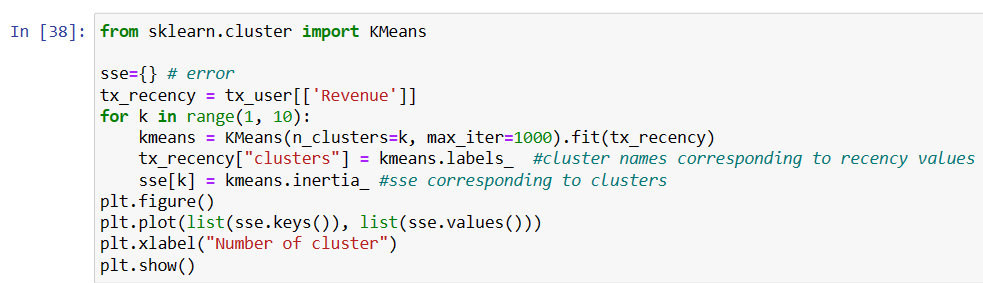 In [38]: from sklearn.cluster import KMeans
sse={} # error
tx_recency = tx_user[['Revenue']]
for k in range(1, 10):
    kmeans = KMeans(n_clusters=k, max_iter=1000).fit(tx_recency)
    tx_recency["clusters"] = kmeans.labels_  #cluster names corresponding to recency values
    sse[k] = kmeans.inertia_ #sse corresponding to clusters
plt.figure()
plt.plot(list(sse.keys()), list(sse.values()))
plt.xlabel("Number of cluster")
plt.show()